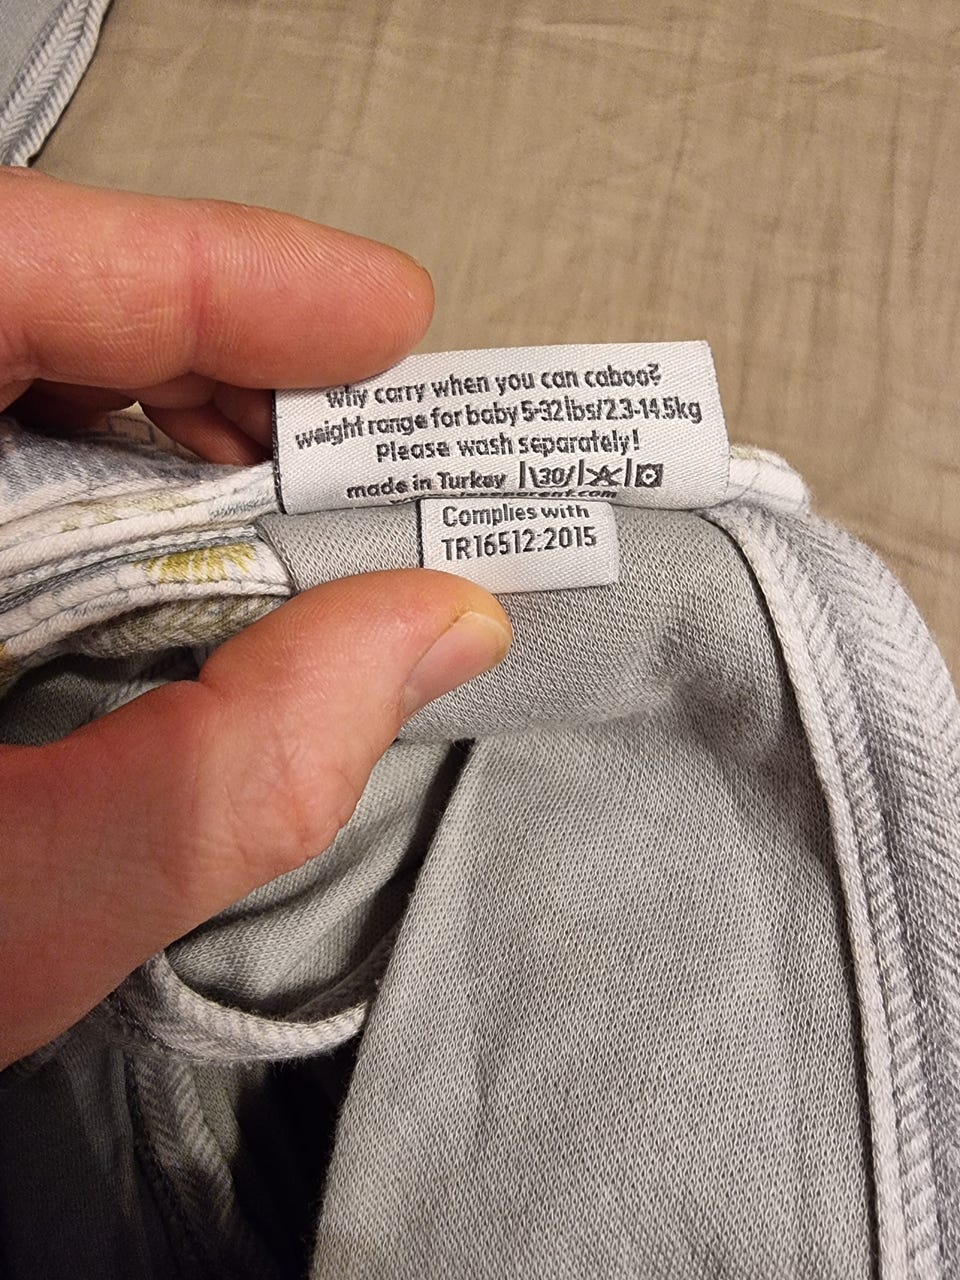 Why carry when you can caboo?
weight range for baby 5-32lbs/2.3-14.5kg
Please wash separately!
made in Turkey 30
Complies with
TR16512:2015